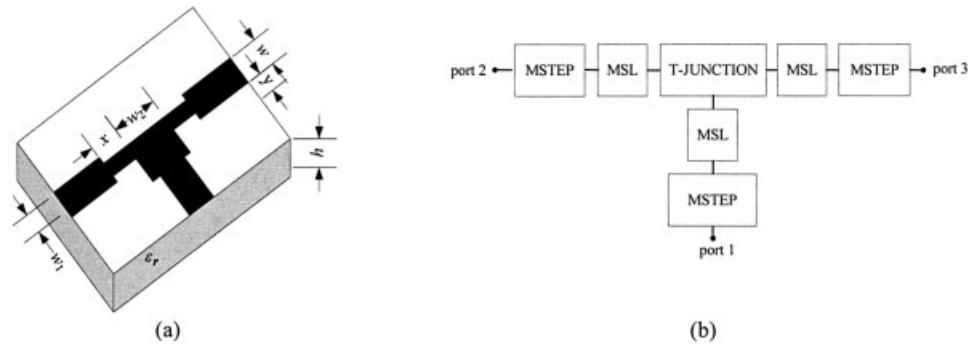 w
y
x
w₂
h
w₁
εᵣ
(a)
port 2
MSTEP
MSL
T-JUNCTION
MSL
MSTEP
port 3
MSL
MSTEP
port 1
(b)